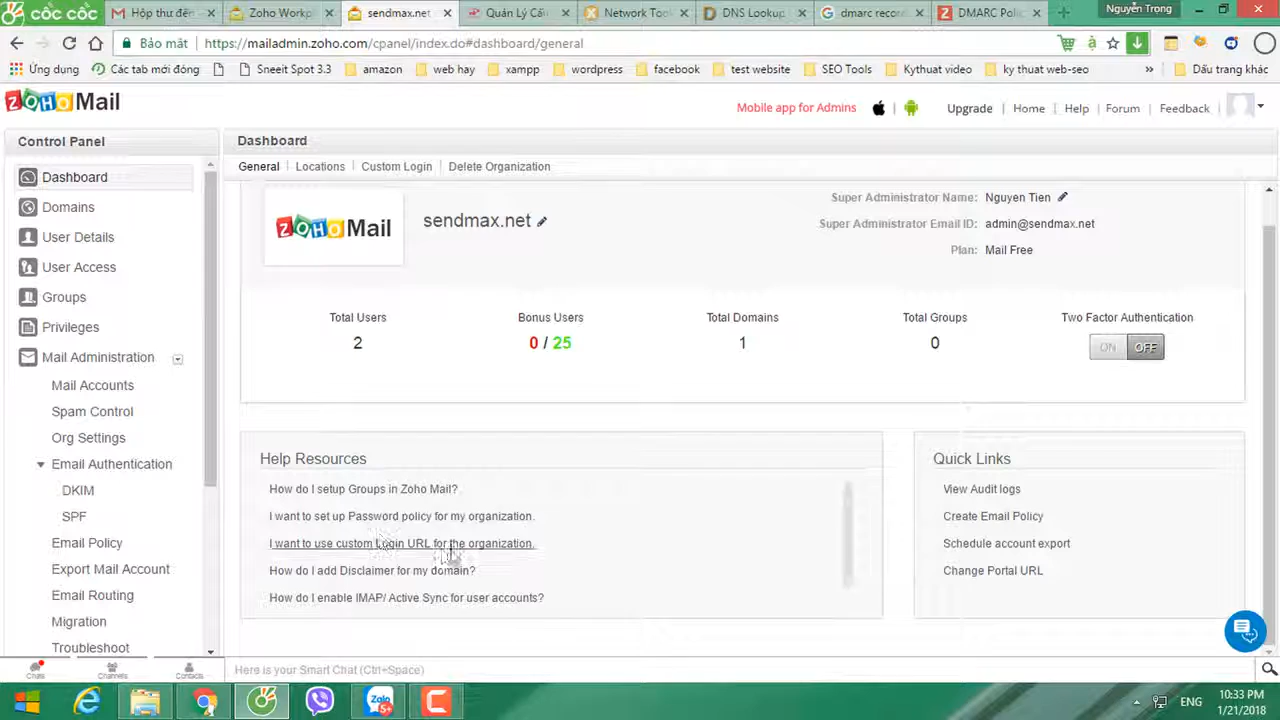 cốc cốc
Hộp thư đến
Zoho Workp
sendmax.net
Quản Lý Cấu
Network Too
DNS Lookup
dmarc record
DMARC Poli
Nguyễn Trong
Bảo mật
https://mailadmin.zoho.com/cpanel/index.do#dashboard/general
Ứng dụng
Các tab mới đóng
Sneeit Spot 3.3
amazon
web hay
xampp
wordpress
facebook
test website
SEO Tools
Kythuat video
ky thuat web-seo
»
Dấu trang khác
ZOHO Mail
Mobile app for Admins
Upgrade
Home
Help
Forum
Feedback
Control Panel
Dashboard
Domains
User Details
User Access
Groups
Privileges
Mail Administration
Mail Accounts
Spam Control
Org Settings
Email Authentication
DKIM
SPF
Email Policy
Export Mail Account
Email Routing
Migration
Troubleshoot
Dashboard
General
Locations
Custom Login
Delete Organization
ZOHO Mail
sendmax.net
Super Administrator Name: Nguyen Tien
Super Administrator Email ID: admin@sendmax.net
Plan: Mail Free
Total Users
2
Bonus Users
0 / 25
Total Domains
1
Total Groups
0
Two Factor Authentication
ON OFF
Help Resources
How do I setup Groups in Zoho Mail?
I want to set up Password policy for my organization.
I want to use custom Login URL for the organization.
How do I add Disclaimer for my domain?
How do I enable IMAP/ Active Sync for user accounts?
Quick Links
View Audit logs
Create Email Policy
Schedule account export
Change Portal URL
Chats
Channels
Contacts
Here is your Smart Chat (Ctrl+Space)
Zalo
ENG
10:33 PM
1/21/2018